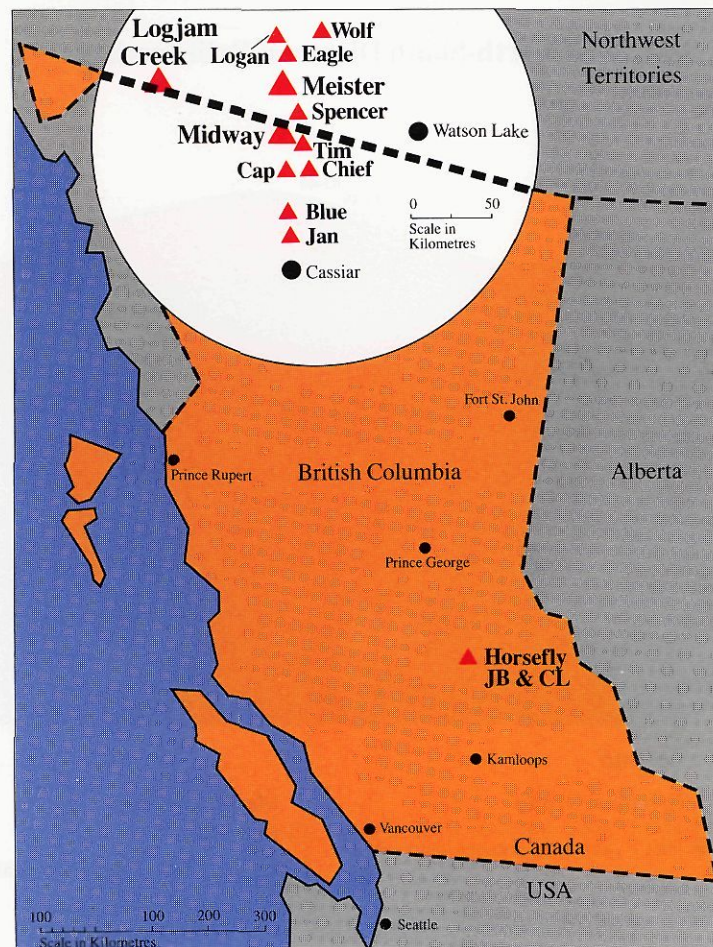 Logjam
Creek
Logan
Wolf
Eagle
Meister
Spencer
Midway
Tim
Cap
Chief
Watson Lake
Blue
Jan
0 50
Scale in
Kilometres
Cassiar
Northwest
Territories
Fort St. John
Prince Rupert
British Columbia
Alberta
Prince George
Horsefly
JB & CL
Kamloops
Vancouver
Canada
USA
Seattle
100 0 100 200 300
Scale in Kilometres